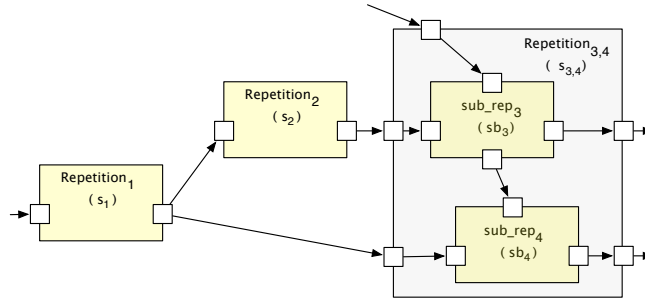 Repetition3,4
( s3,4)
Repetition2
( s2)
sub_rep3
( sb3)
Repetition1
( s1)
sub_rep4
( sb4)